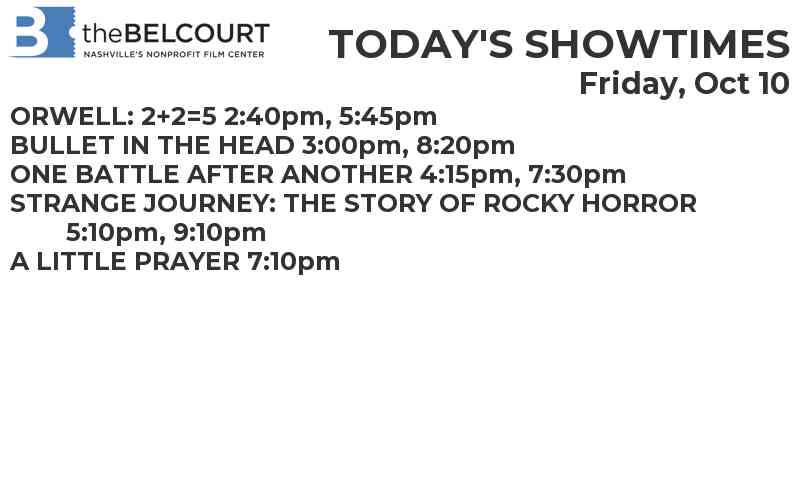 B theBELCOURT
NASHVILLE'S NONPROFIT FILM CENTER
TODAY'S SHOWTIMES
Friday, Oct 10
ORWELL: 2+2=5 2:40pm, 5:45pm
BULLET IN THE HEAD 3:00pm, 8:20pm
ONE BATTLE AFTER ANOTHER 4:15pm, 7:30pm
STRANGE JOURNEY: THE STORY OF ROCKY HORROR
5:10pm, 9:10pm
A LITTLE PRAYER 7:10pm